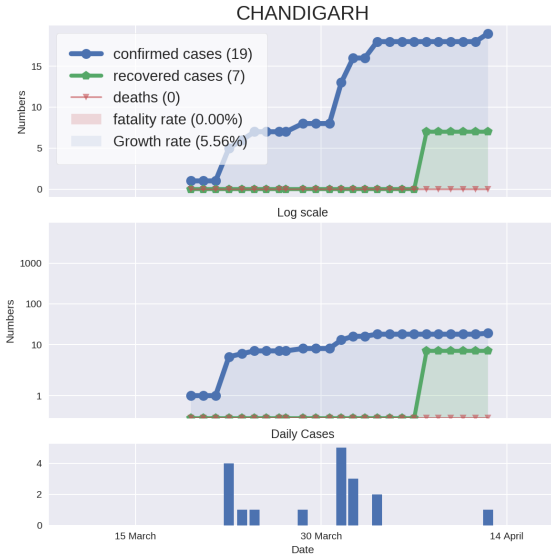 CHANDIGARH
confirmed cases (19)
recovered cases (7)
deaths (0)
fatality rate (0.00%)
Growth rate (5.56%)
Numbers
15
10
5
0
Log scale
Numbers
1000
100
10
1
Daily Cases
4
2
0
15 March
30 March
14 April
Date